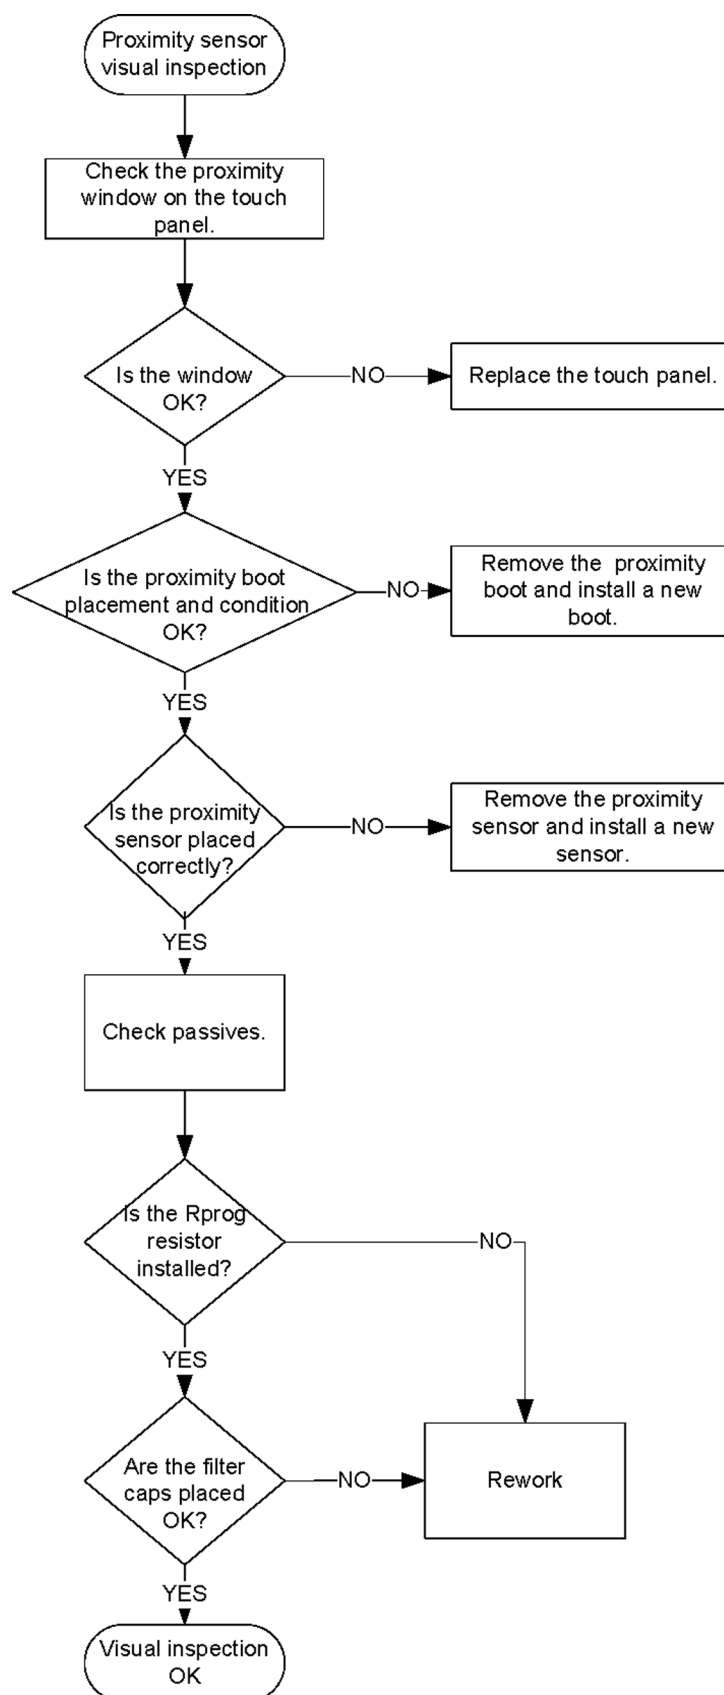 Proximity sensor
visual inspection
Check the proximity
window on the touch
panel.
Is the window
OK?
NO
Replace the touch panel.
YES
Is the proximity boot
placement and condition
OK?
NO
Remove the proximity
boot and install a new
boot.
YES
Is the proximity
sensor placed
correctly?
NO
Remove the proximity
sensor and install a new
sensor.
YES
Check passives.
Is the Rprog
resistor
installed?
NO
YES
Are the filter
caps placed
OK?
NO
Rework
YES
Visual inspection
OK